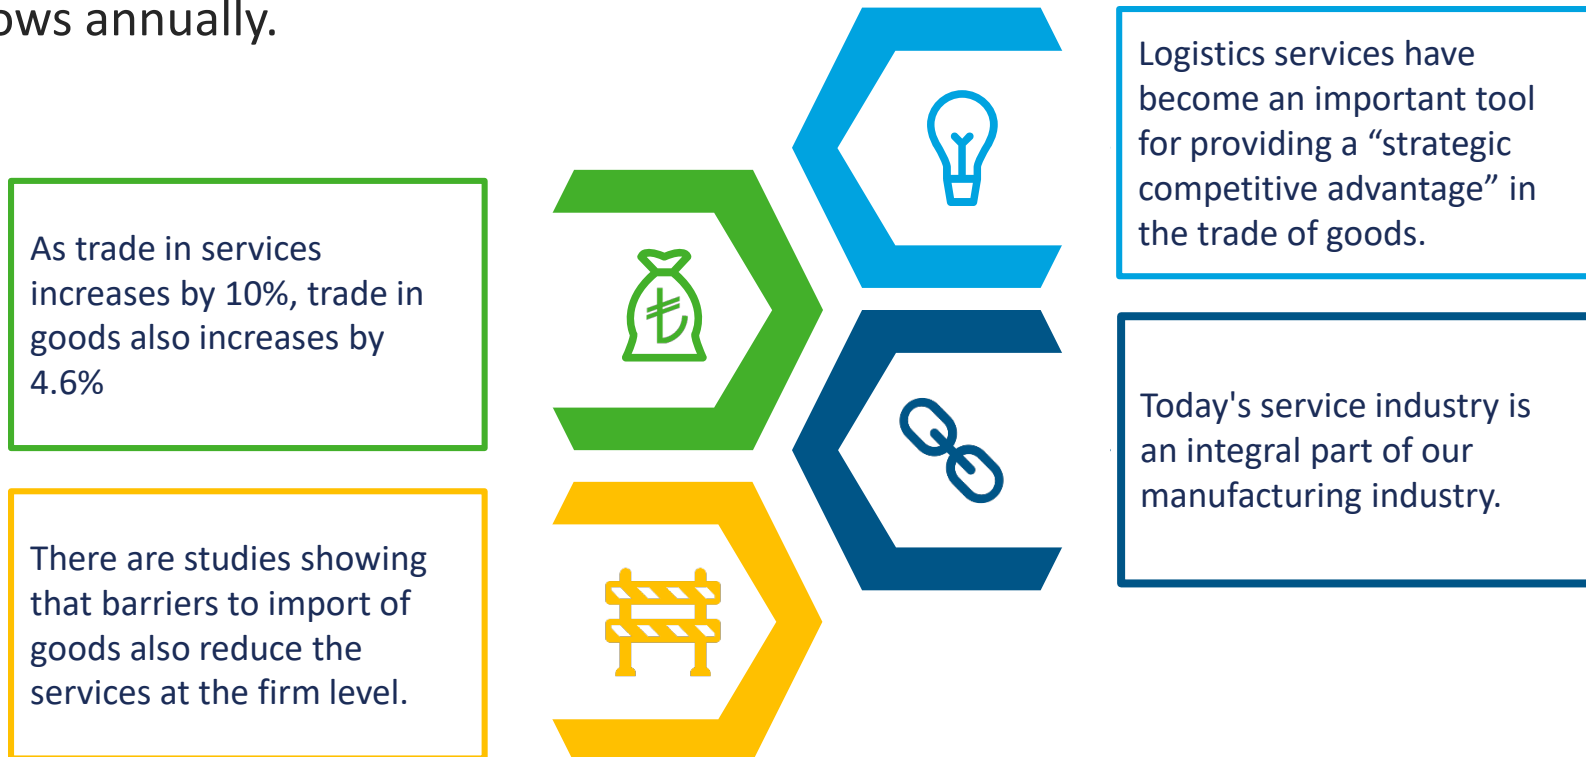 ows annually.
Logistics services have
become an important tool
for providing a “strategic
competitive advantage” in
the trade of goods.
As trade in services
increases by 10%, trade in
goods also increases by
4.6%
Today's service industry is
an integral part of our
manufacturing industry.
There are studies showing
that barriers to import of
goods also reduce the
services at the firm level.